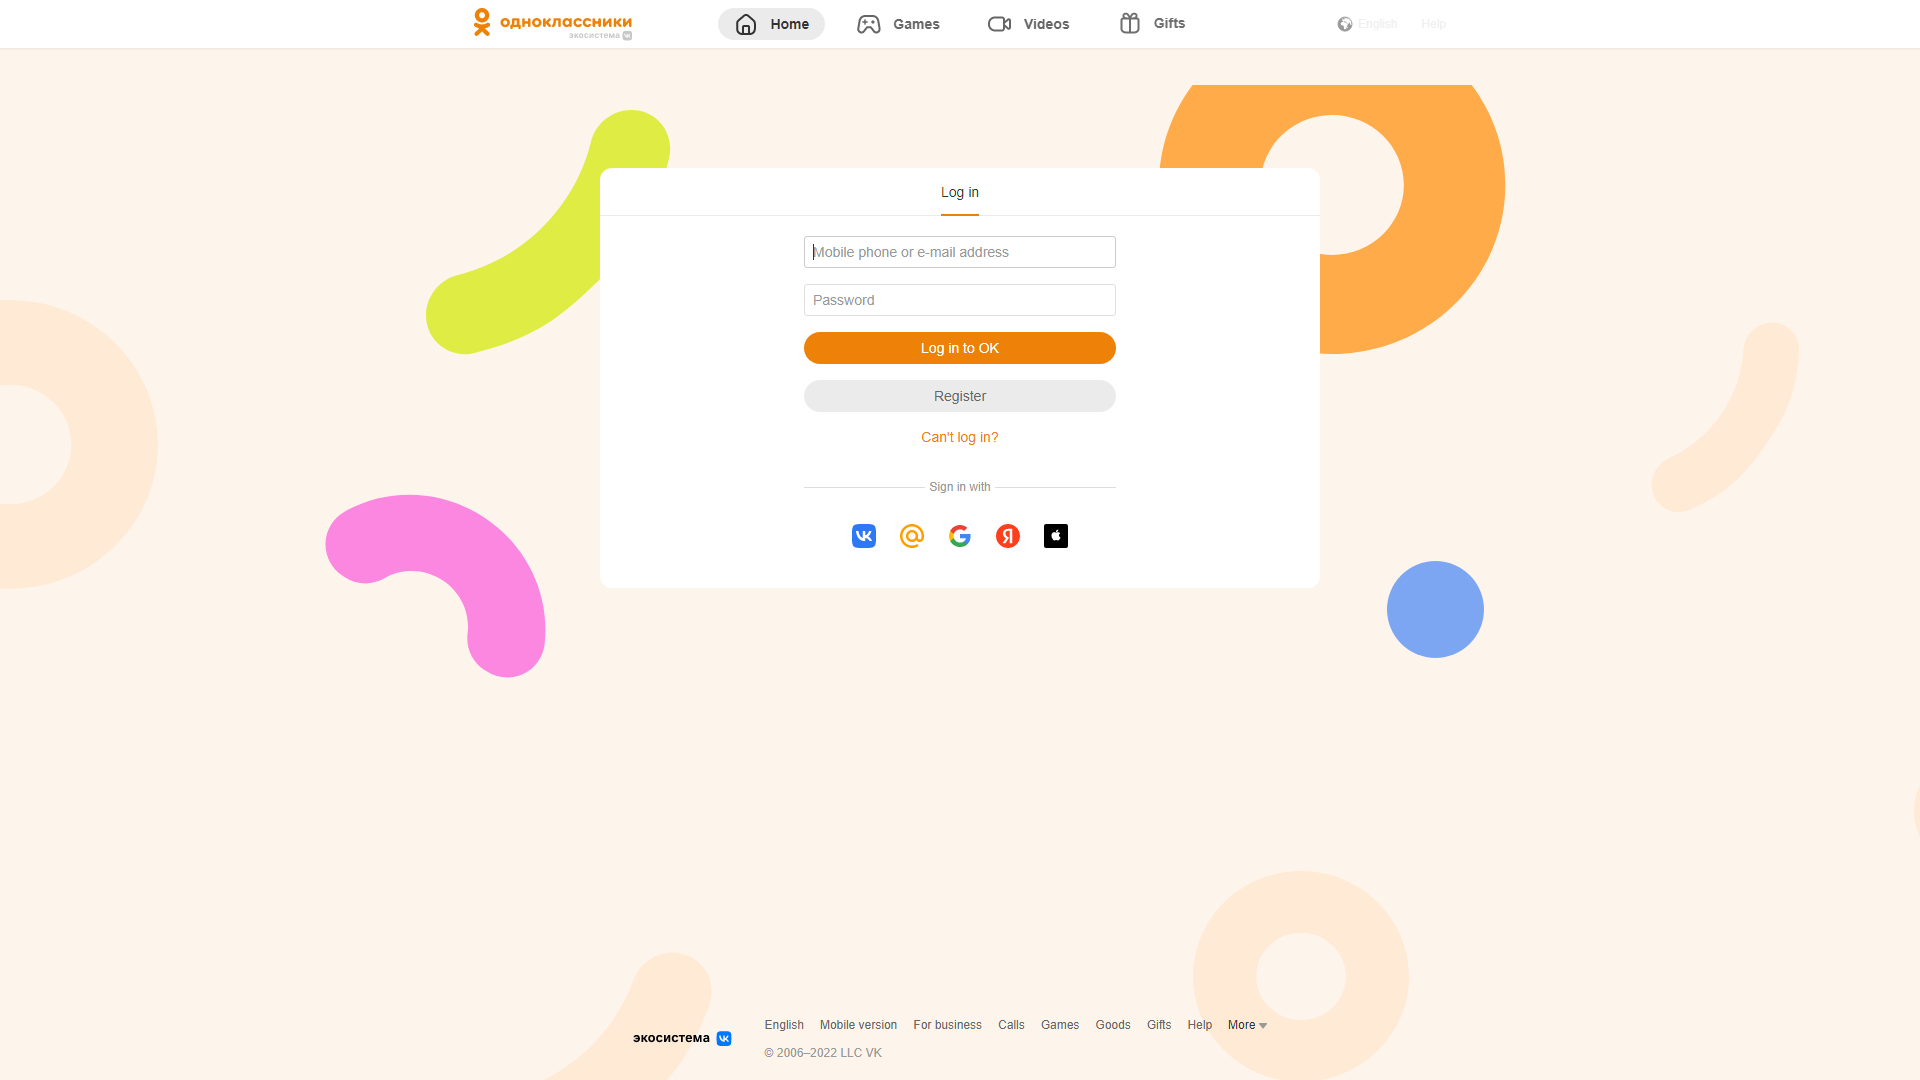 одноклассники
экосистема
Home
Games
Videos
Gifts
English
Help
Log in
Mobile phone or e-mail address
Password
Log in to OK
Register
Can't log in?
Sign in with
экосистема
English Mobile version For business Calls Games Goods Gifts Help More
© 2006–2022 LLC VK